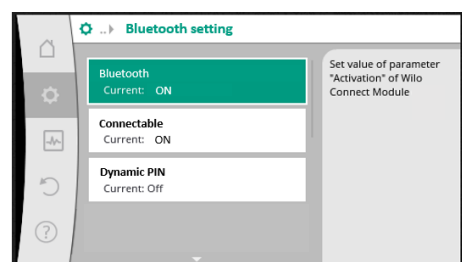 ..▸ Bluetooth setting
Bluetooth
Current: ON
Connectable
Current: ON
Dynamic PIN
Current: Off
Set value of parameter
"Activation" of Wilo
Connect Module
?